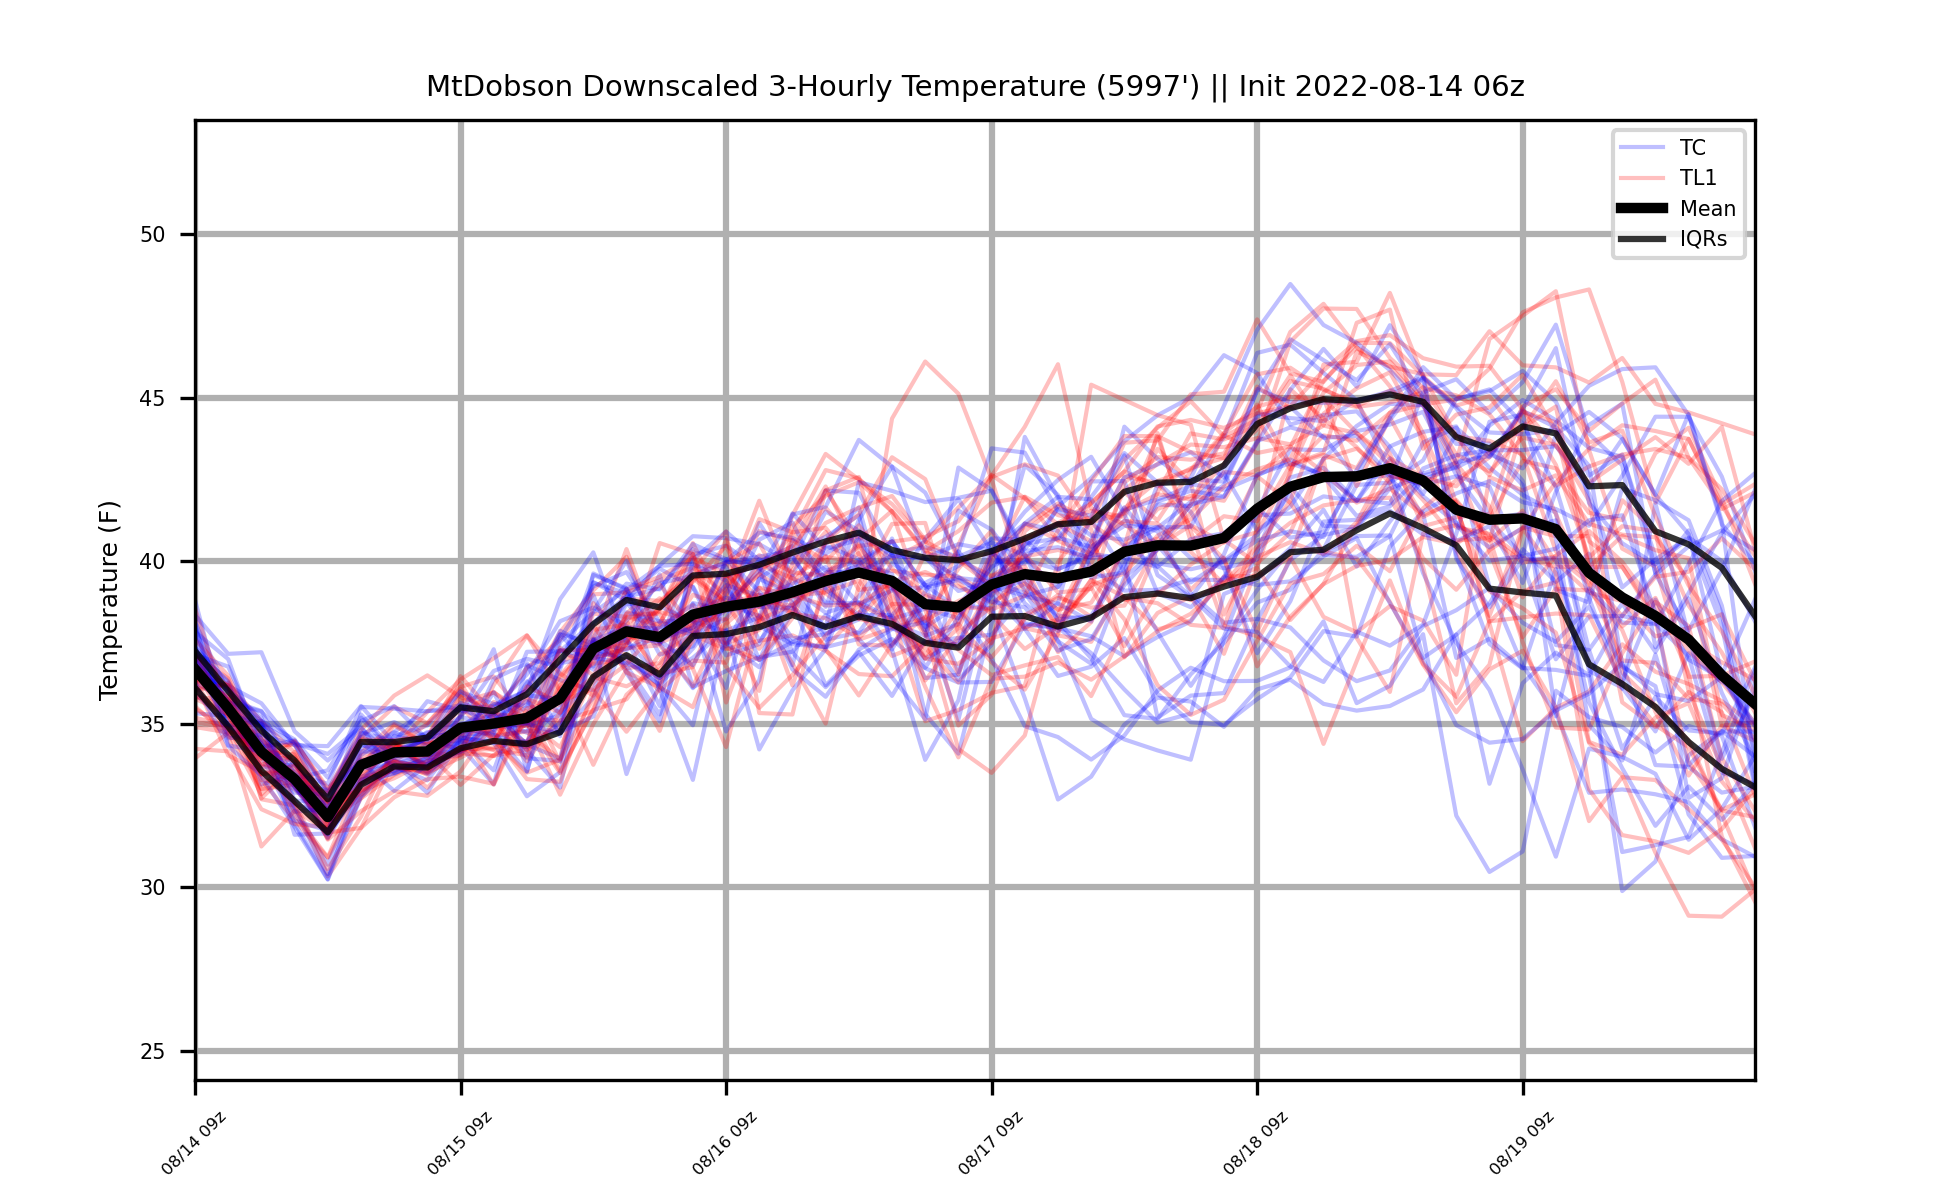 MtDobson Downscaled 3-Hourly Temperature (5997') || Init 2022-08-14 06z
TC
TL1
Mean
IQRs
Temperature (F)
50
45
40
35
30
25
08/14 09z
08/15 09z
08/16 09z
08/17 09z
08/18 09z
08/19 09z